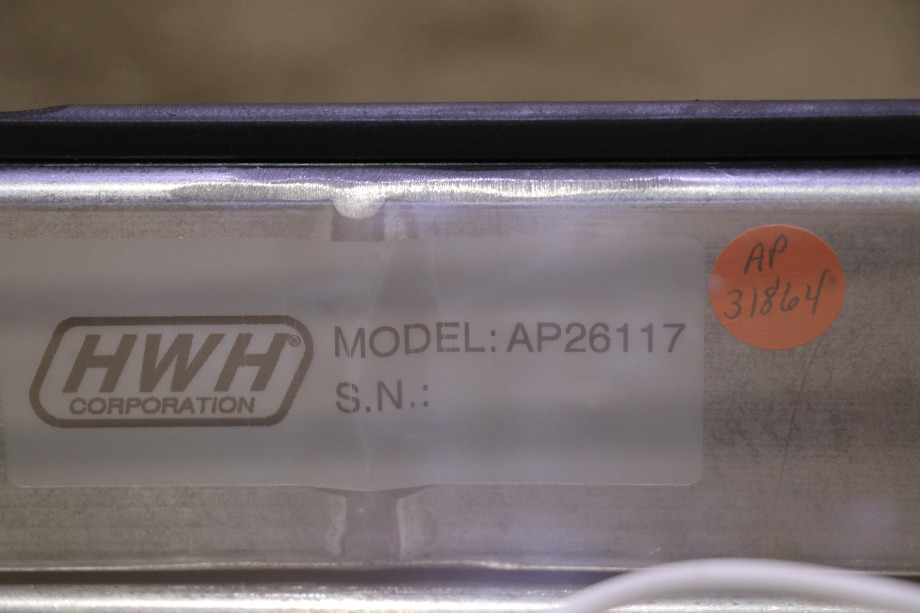 HWH®
CORPORATION
MODEL: AP26117
S.N.:
AP
31864